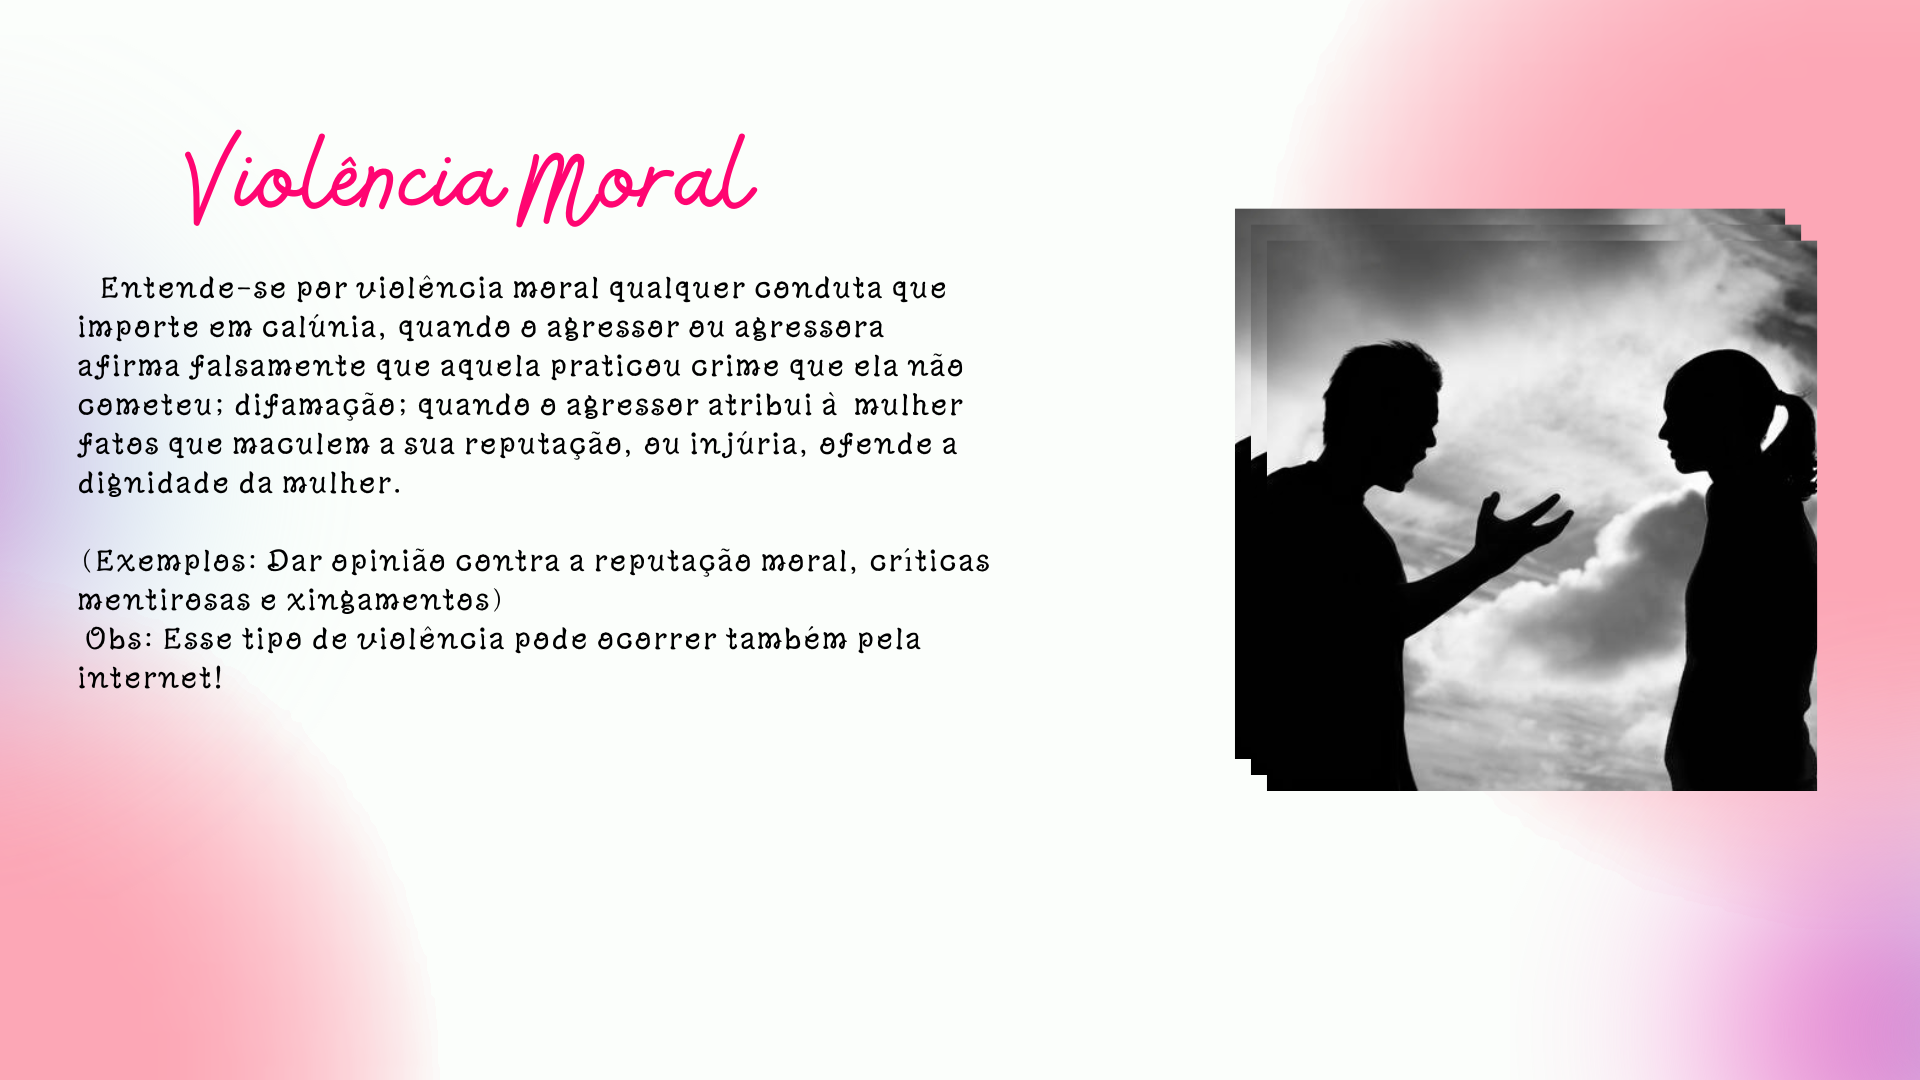 Violência Moral
Entende-se por violência moral qualquer conduta que
importe em calúnia, quando o agressor ou agressora
afirma falsamente que aquela praticou crime que ela não
cometeu; difamação; quando o agressor atribui à  mulher
fatos que maculem a sua reputação, ou injúria, ofende a
dignidade da mulher.
(Exemplos: Dar opinião contra a reputação moral, críticas
mentirosas e xingamentos)
Obs: Esse tipo de violência pode ocorrer também pela
internet!